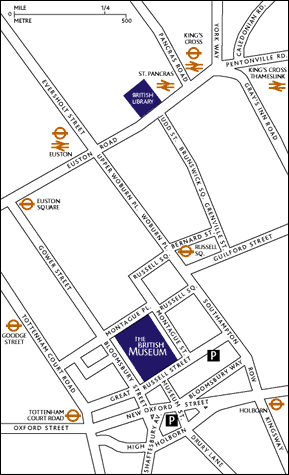 MILE
0
1/4
METRE
500
PANCRAS ROAD
YORK WAY
CALEDONIAN RD.
KING'S
CROSS
PENTONVILLE RD.
ST. PANCRAS
KING'S CROSS
THAMESLINK
BRITISH
LIBRARY
EVERSHOLT STREET
GRAY'S INN ROAD
JUDD ST.
EUSTON
EUSTON ROAD
BRUNSWICK SQ.
GRENVILLE ST.
UPPER WOBURN PL.
WOBURN PL.
EUSTON
SQUARE
BERNARD ST.
RUSSELL
SQ.
GUILFORD STREET
GOWER STREET
RUSSELL SQ.
RUSSELL SQ.
MONTAGUE PL.
SOUTHAMPTON ROW
GOODGE
STREET
THE
BRITISH
MUSEUM
MONTAGUE ST.
TOTTENHAM COURT ROAD
BLOOMSBURY STREET
P
GREAT RUSSELL STREET
MUSEUM
BLOOMSBURY WAY
TOTTENHAM
COURT ROAD
NEW OXFORD STREET
HOLBORN
OXFORD STREET
P
KINGSWAY
HIGH HOLBORN
SHAFTESBURY AV.
DRURY LANE